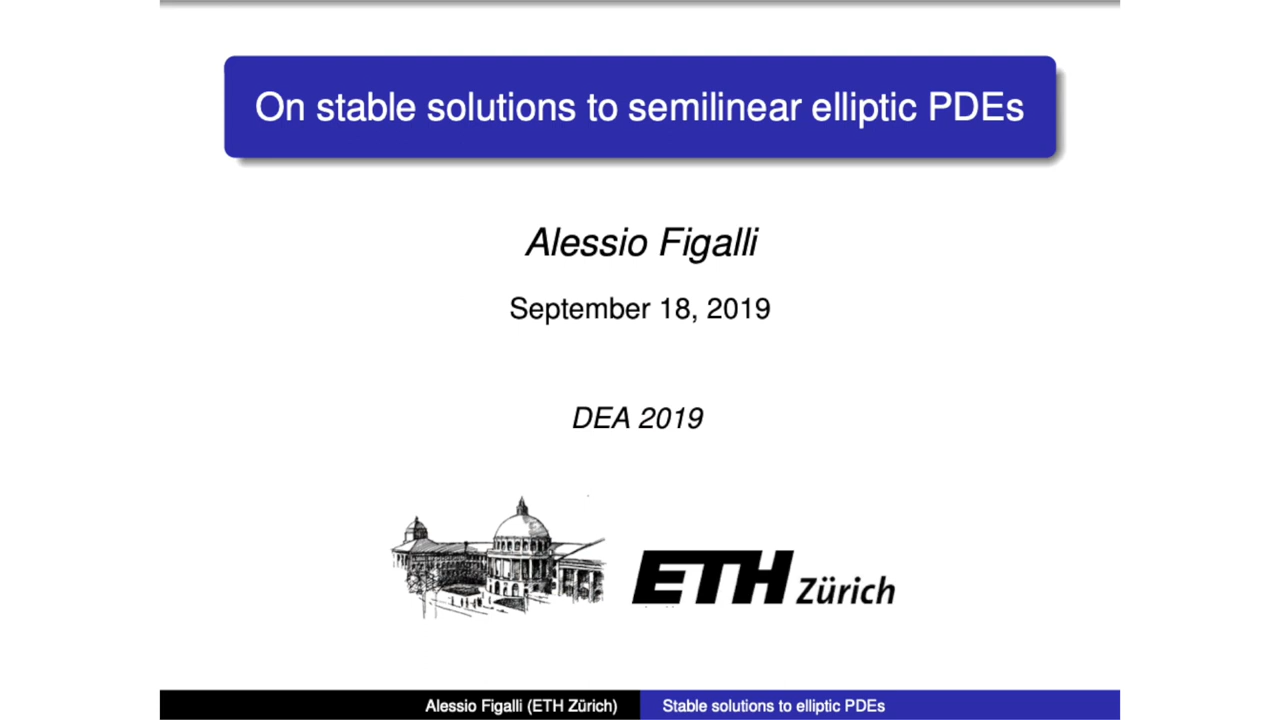 On stable solutions to semilinear elliptic PDEs
Alessio Figalli
September 18, 2019
DEA 2019
ETH Zürich
Alessio Figalli (ETH Zürich)
Stable solutions to elliptic PDEs